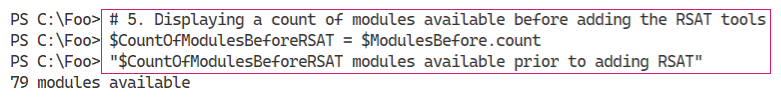 PS C:\Foo> # 5. Displaying a count of modules available before adding the RSAT tools
PS C:\Foo> $CountOfModulesBeforeRSAT = $ModulesBefore.count
PS C:\Foo> "$CountOfModulesBeforeRSAT modules available prior to adding RSAT"
79 modules available